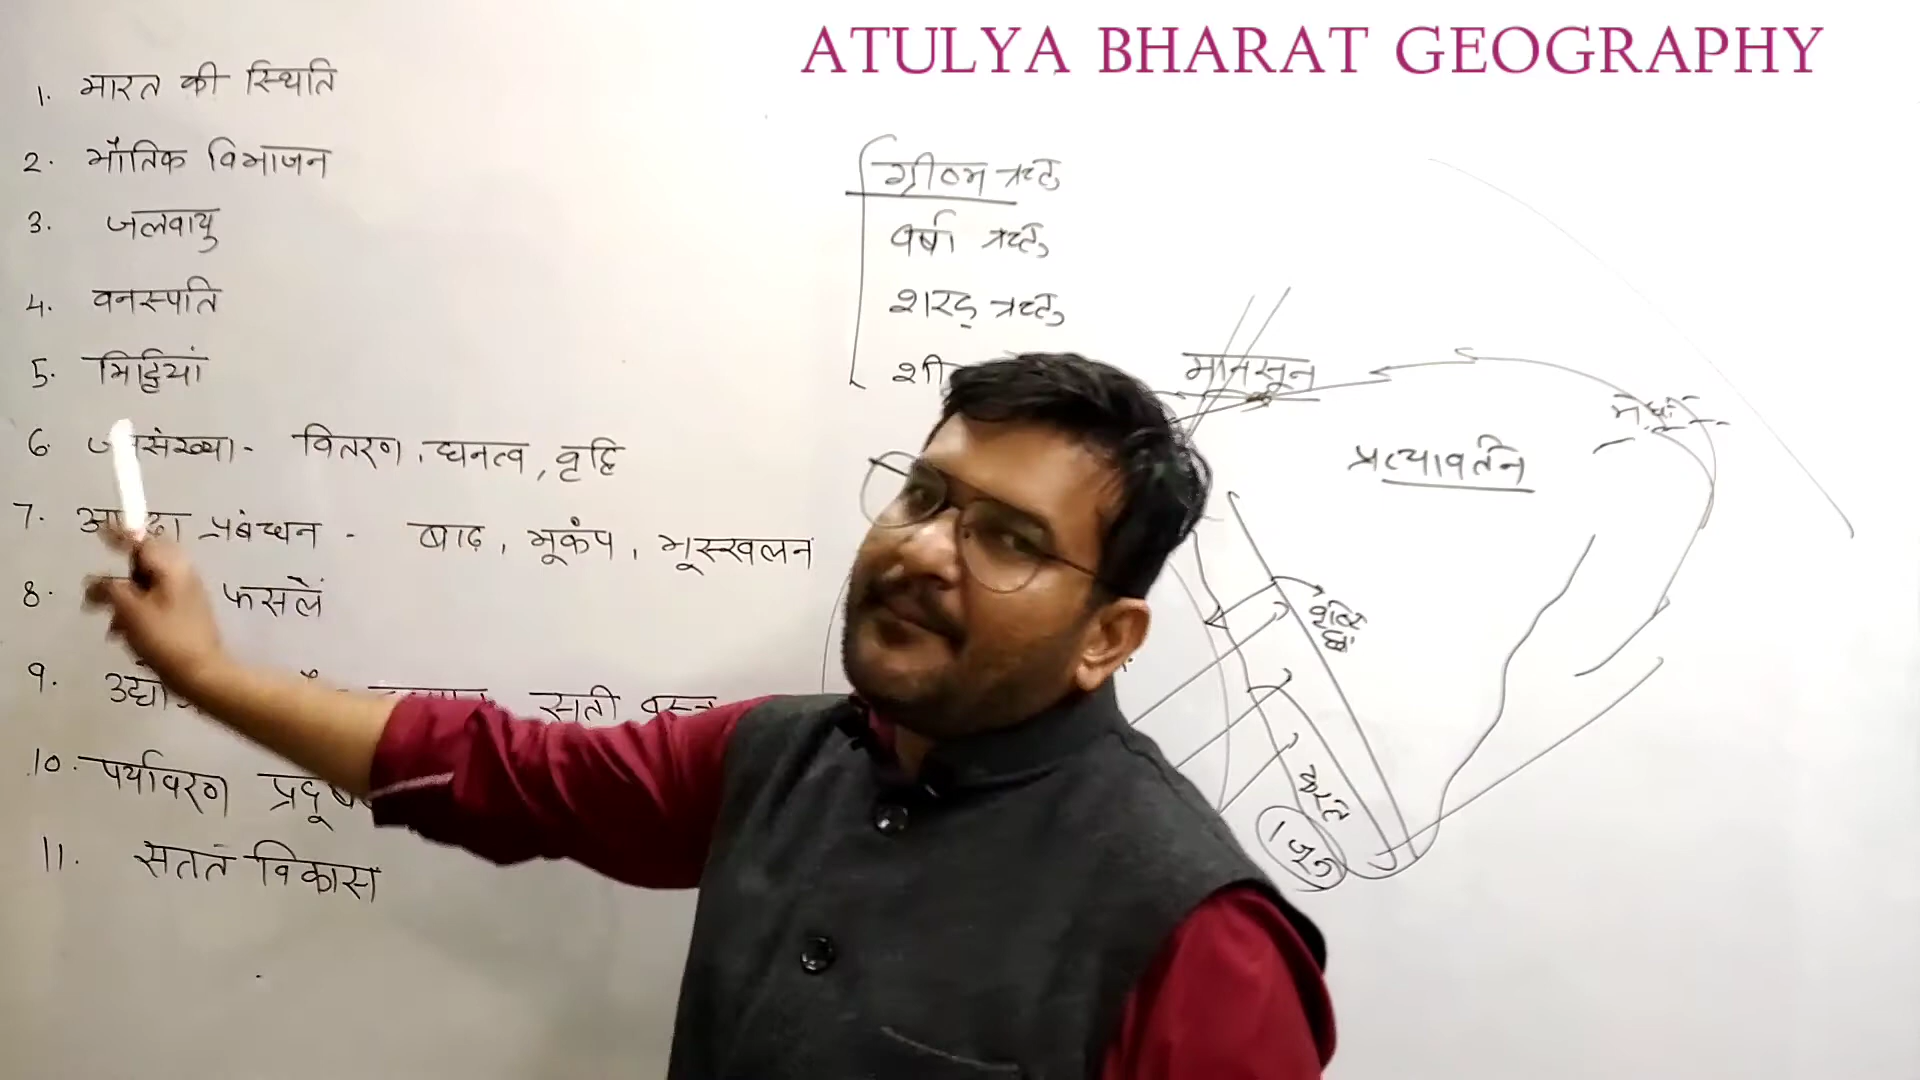 ATULYA BHARAT GEOGRAPHY
1. भारत की स्थिति
2. भौतिक विभाजन
3. जलवायु
4. वनस्पति
5. मिट्टियां
6. वितरण, घनत्व, वृद्धि
7. प्रबंधन - बाढ़, भूकंप, भूस्खलन
8. फसलें
9. सूती वस्त्र
10. पर्यावरण
11. सतत विकास
ग्रीष्म ऋतु
वर्षा ऋतु
शरद् ऋतु
मानसून
प्रत्यावर्तन
वृष्टि
केरल
1 जून